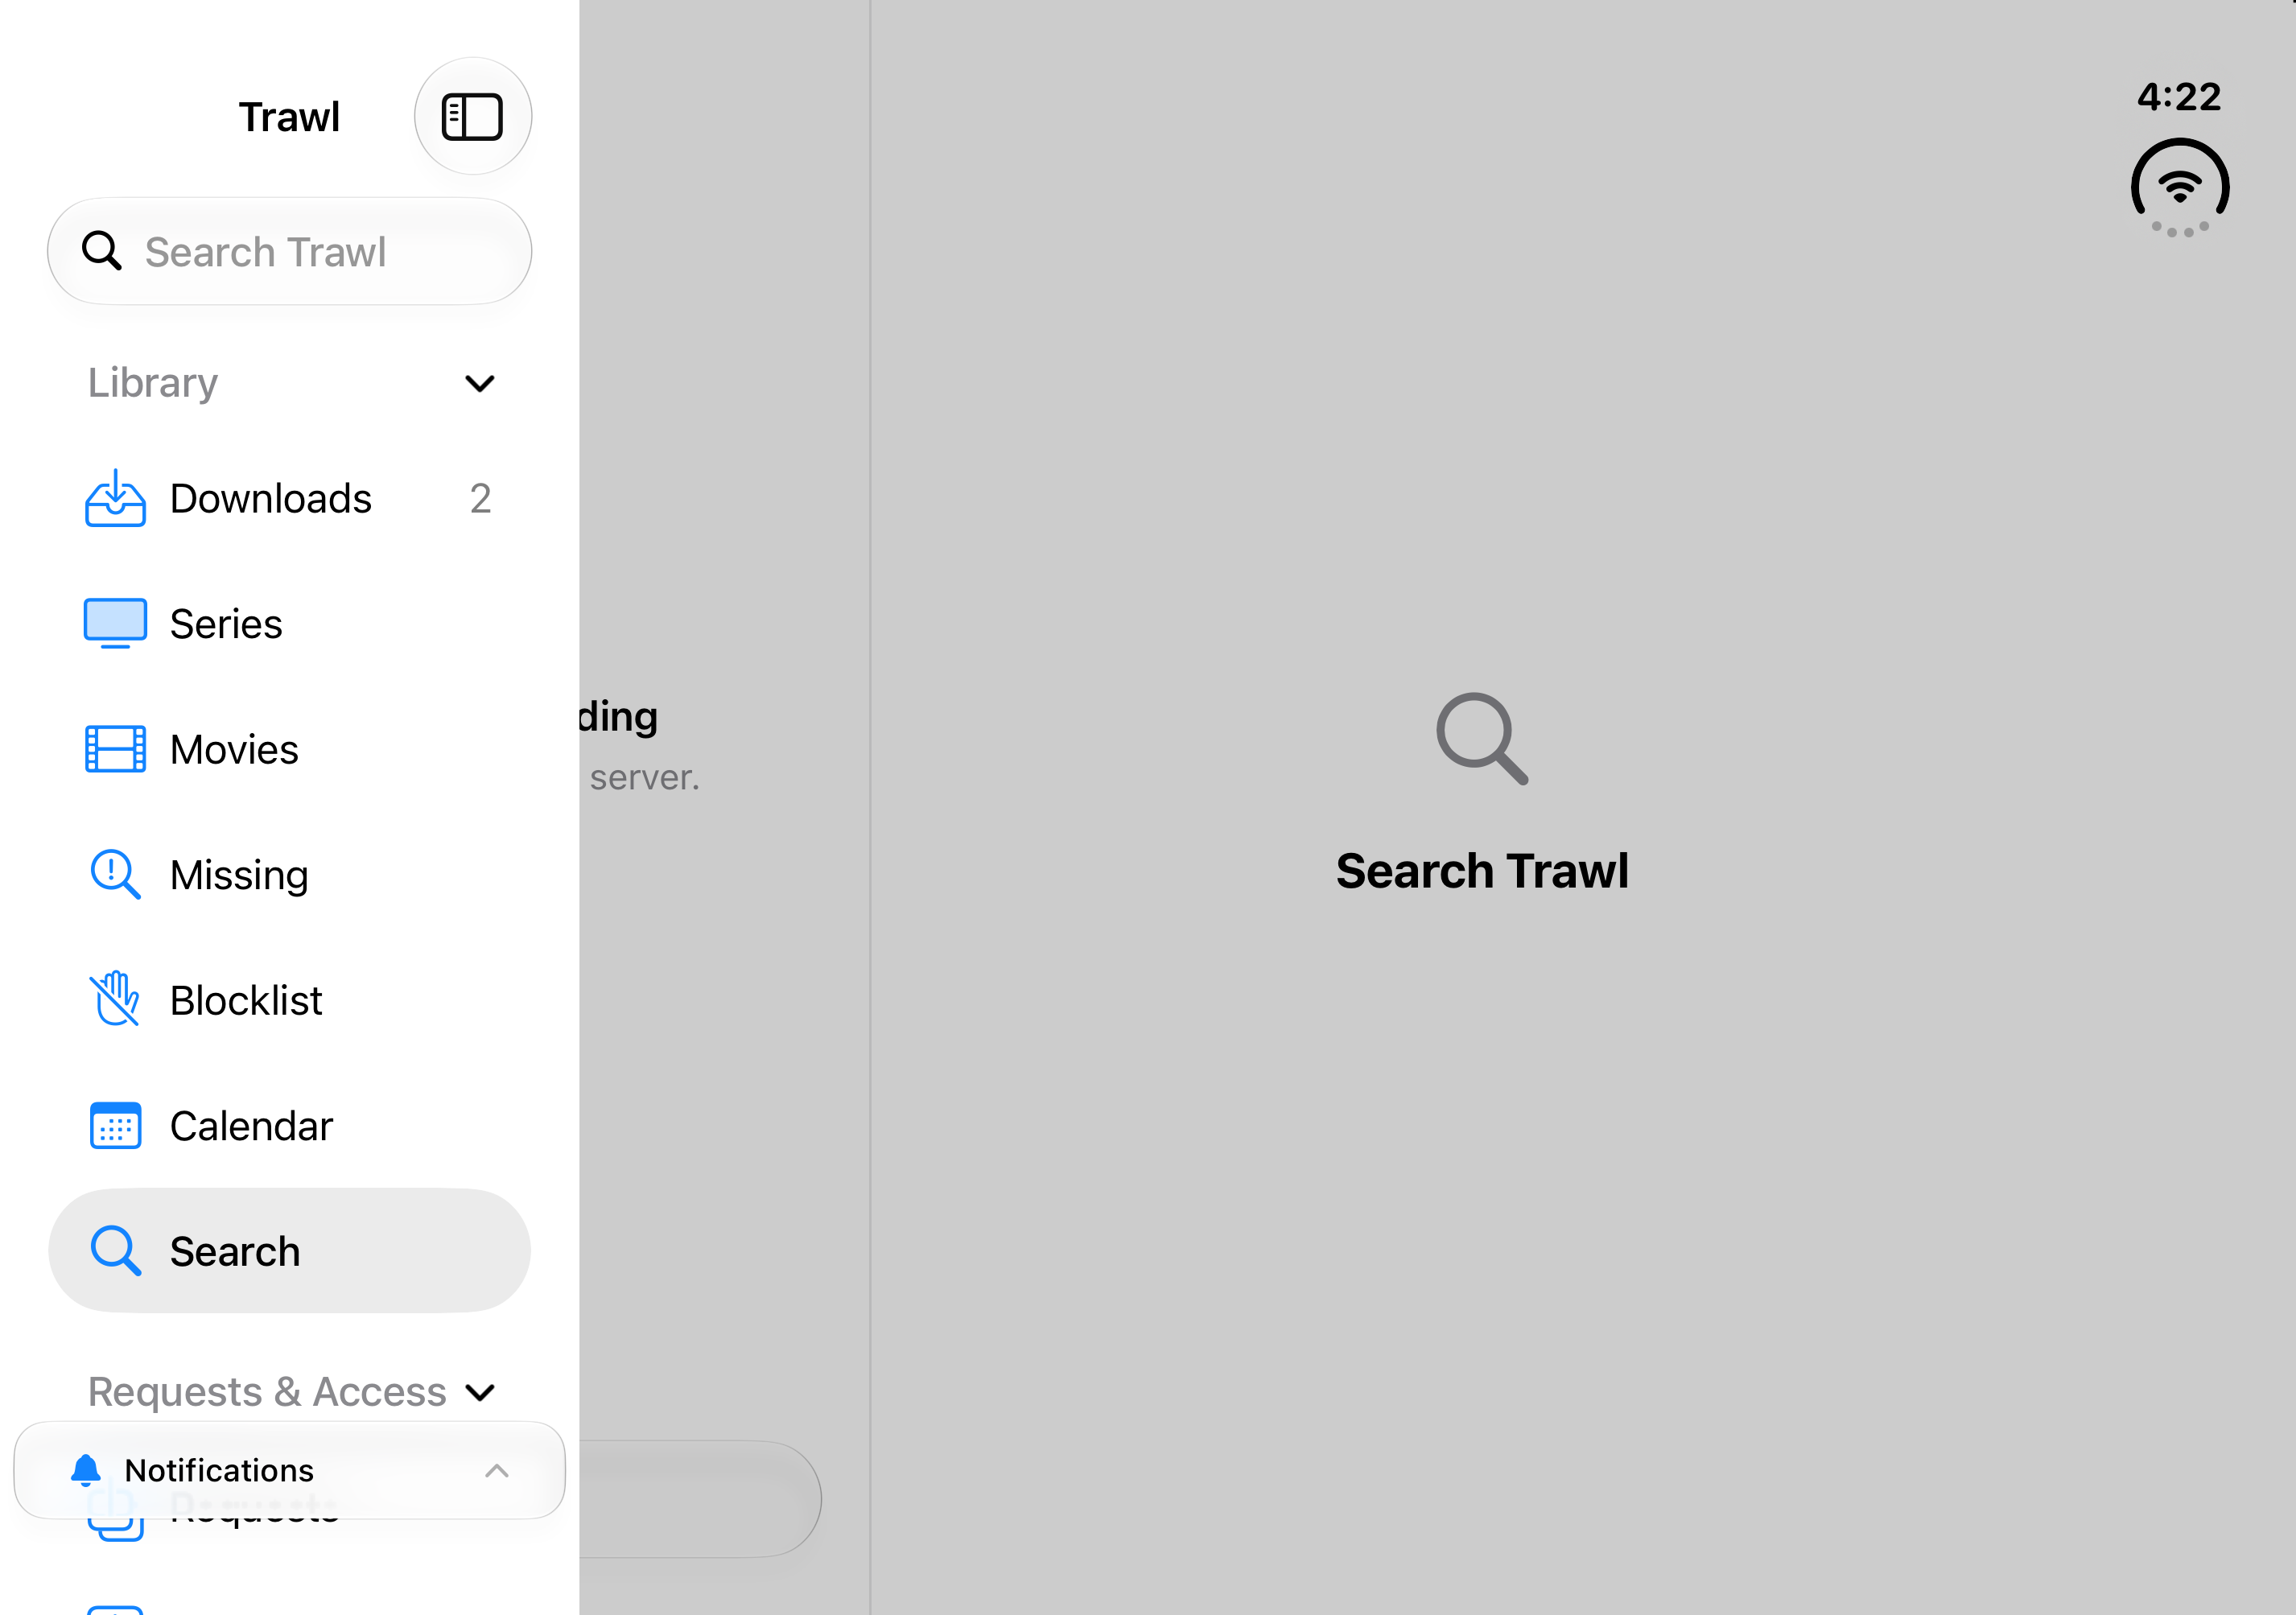 Trawl
4:22
Search Trawl
Library
Downloads 2
Series
Movies
ding
server.
Missing
Search Trawl
Blocklist
Calendar
Search
Requests & Access
Notifications
Requests